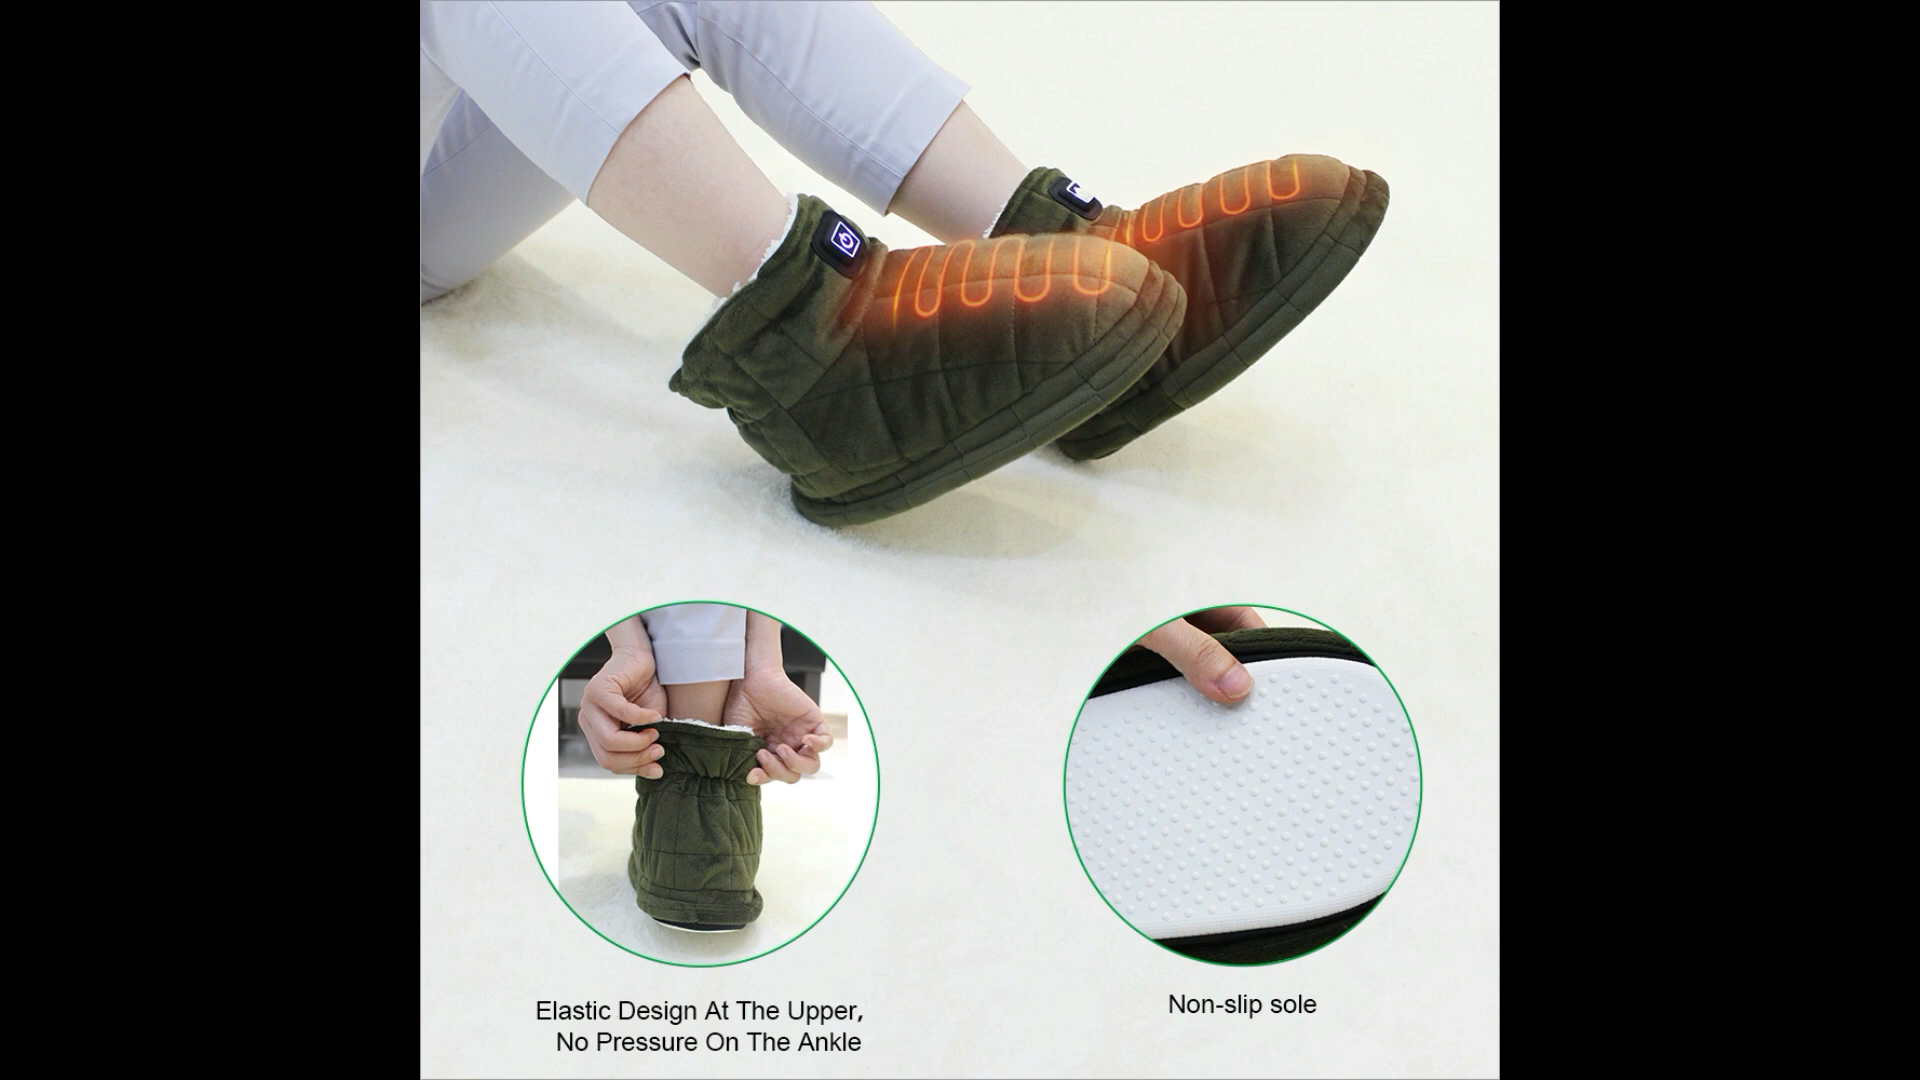 Elastic Design At The Upper,
No Pressure On The Ankle
Non-slip sole